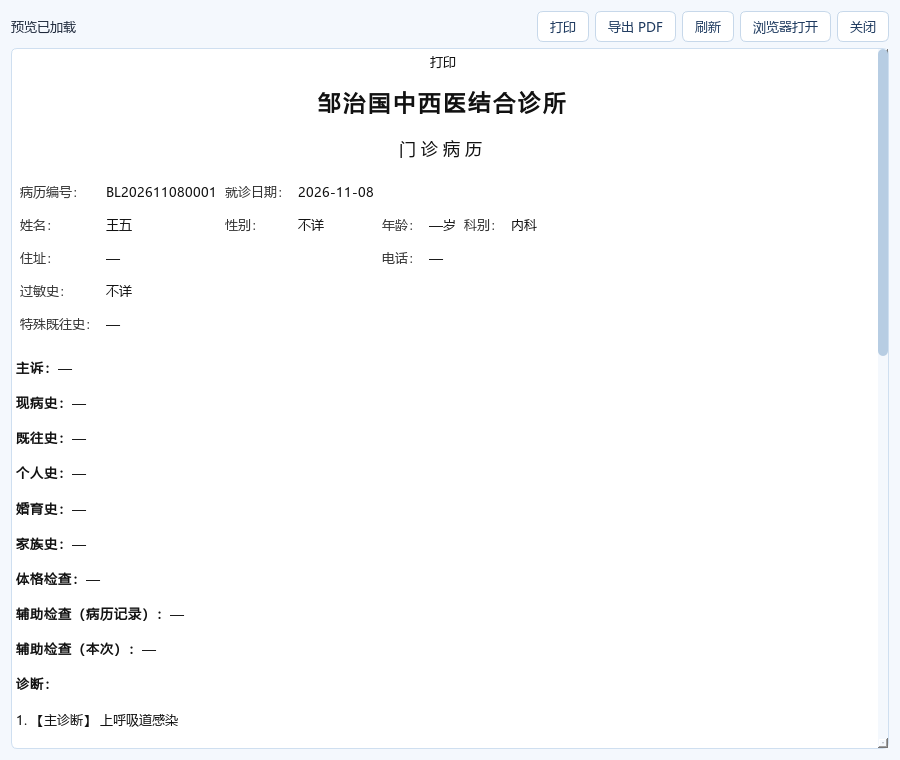 预览已加载 打印 导出 PDF 刷新 浏览器打开 关闭
打印
邹治国中西医结合诊所
门诊病历
病历编号： BL202611080001 就诊日期： 2026-11-08
姓名： 王五 性别： 不详 年龄： —岁 科别： 内科
住址： — 电话： —
过敏史： 不详
特殊既往史： —
主诉：—
现病史：—
既往史：—
个人史：—
婚育史：—
家族史：—
体格检查：—
辅助检查（病历记录）：—
辅助检查（本次）：—
诊断：
1. 【主诊断】 上呼吸道感染